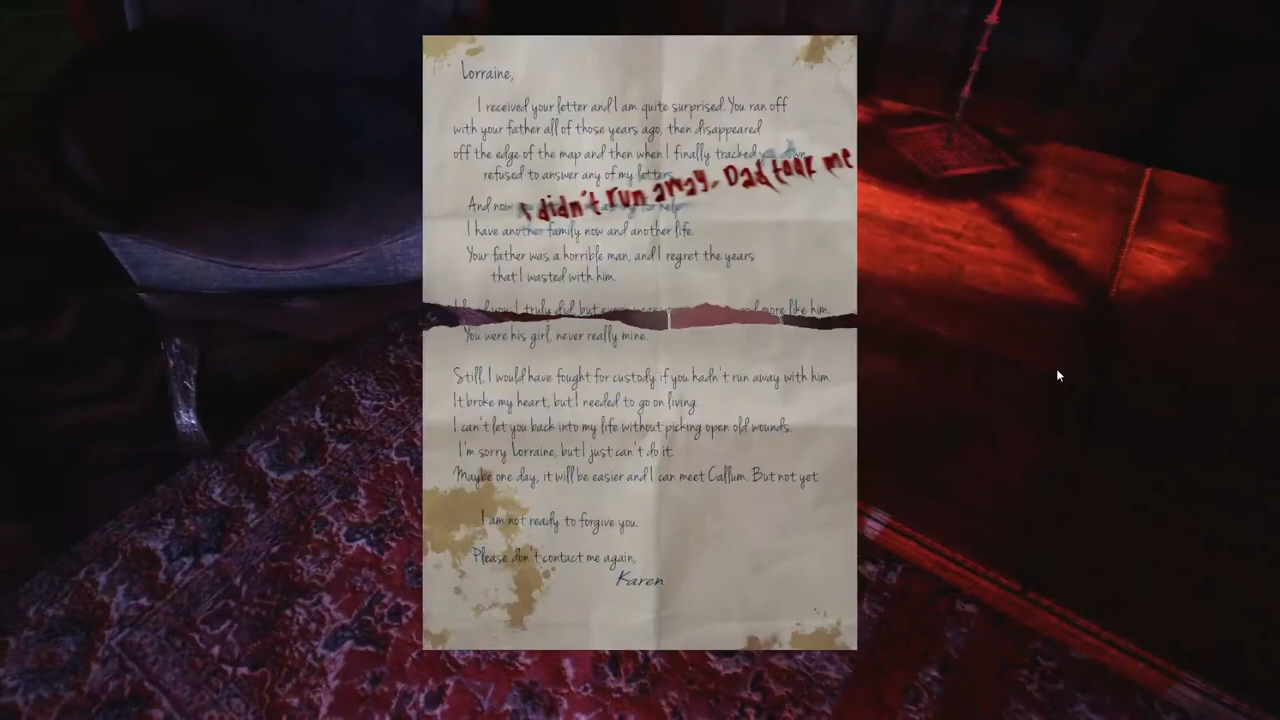 Lorraine,
I received your letter and I am quite surprised. You ran off
with your father all of those years ago, then disappeared
off the edge of the map and then when I finally tracked
refused to answer any of my letters
I didn't run away. Dad took me
And now
I have another family now and another life.
Your father was a horrible man, and I regret the years
that I wasted with him.
I truly did, but more like him.
You were his girl, never really mine.
Still, I would have fought for custody if you hadn't run away with him.
It broke my heart, but I needed to go on living.
I can't let you back into my life without picking open old wounds.
I'm sorry Lorraine, but I just can't do it.
Maybe one day, it will be easier and I can meet Callum. But not yet.
I am not ready to forgive you.
Please don't contact me again,
Karen